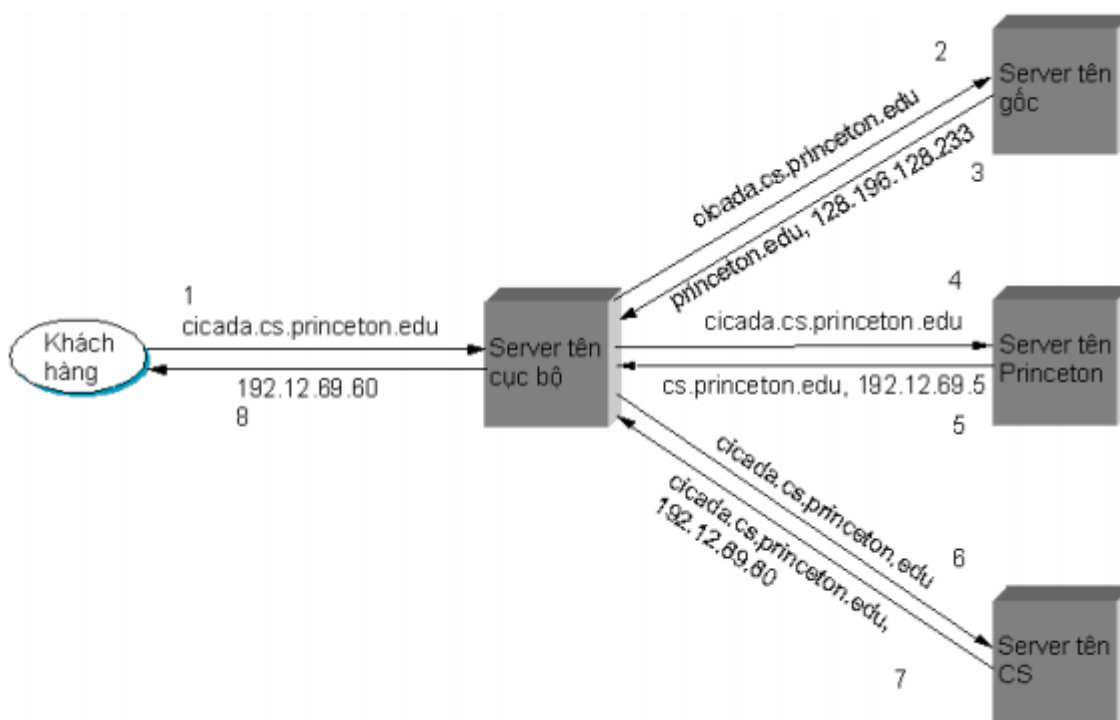 2
Server tên
gốc
cicada.cs.princeton.edu
princeton.edu, 128.196.128.233
3
1
cicada.cs.princeton.edu
Khách
hàng
192.12.69.60
8
Server tên
cục bộ
4
cicada.cs.princeton.edu
Server tên
Princeton
cs.princeton.edu, 192.12.69.5
5
cicada.cs.princeton.edu
6
cicada.cs.princeton.edu,
192.12.69.60
7
Server tên
CS